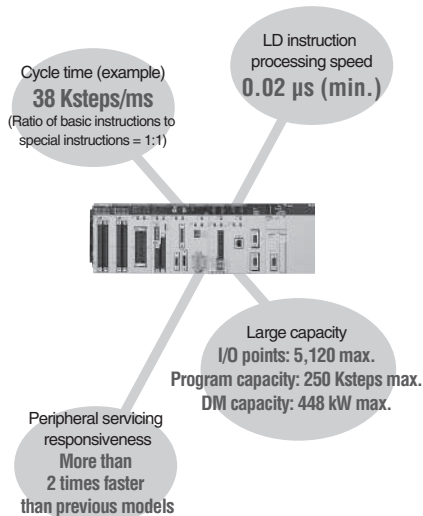 Cycle time (example)
38 Ksteps/ms
(Ratio of basic instructions to
special instructions = 1:1)
LD instruction
processing speed
0.02 µs (min.)
Large capacity
I/O points: 5,120 max.
Program capacity: 250 Ksteps max.
DM capacity: 448 kW max.
Peripheral servicing
responsiveness
More than
2 times faster
than previous models